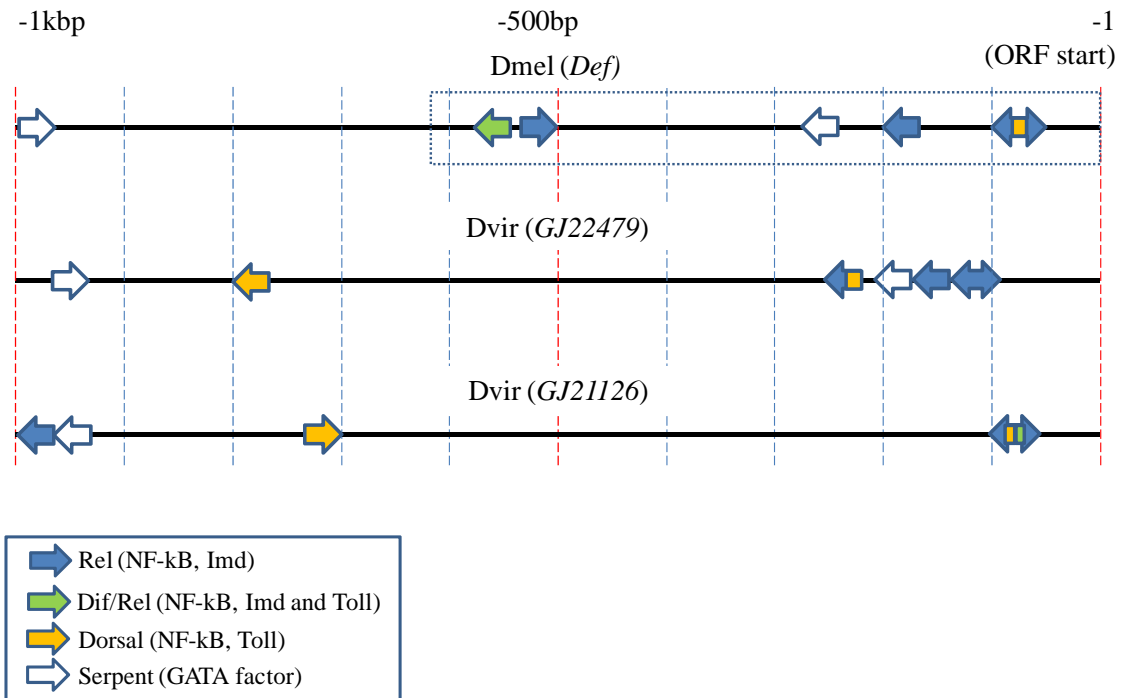 -1kbp
-500bp
-1
(ORF start)
Dmel (Def)
Dvir (GJ22479)
Dvir (GJ21126)
Rel (NF-kB, Imd)
Dif/Rel (NF-kB, Imd and Toll)
Dorsal (NF-kB, Toll)
Serpent (GATA factor)